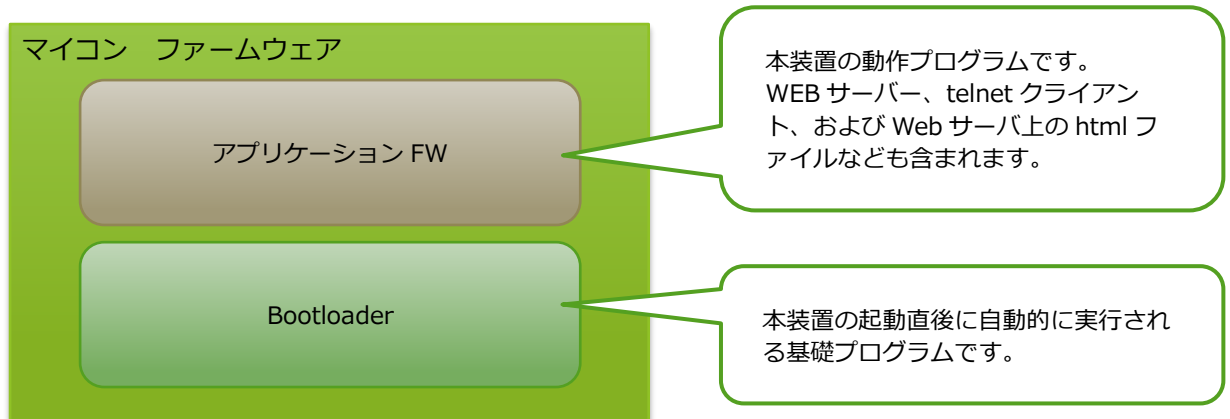 マイコン　ファームウェア
アプリケーション FW
本装置の動作プログラムです。
WEB サーバー、telnet クライアン
ト、および Web サーバ上の html フ
ァイルなども含まれます。
Bootloader
本装置の起動直後に自動的に実行され
る基礎プログラムです。